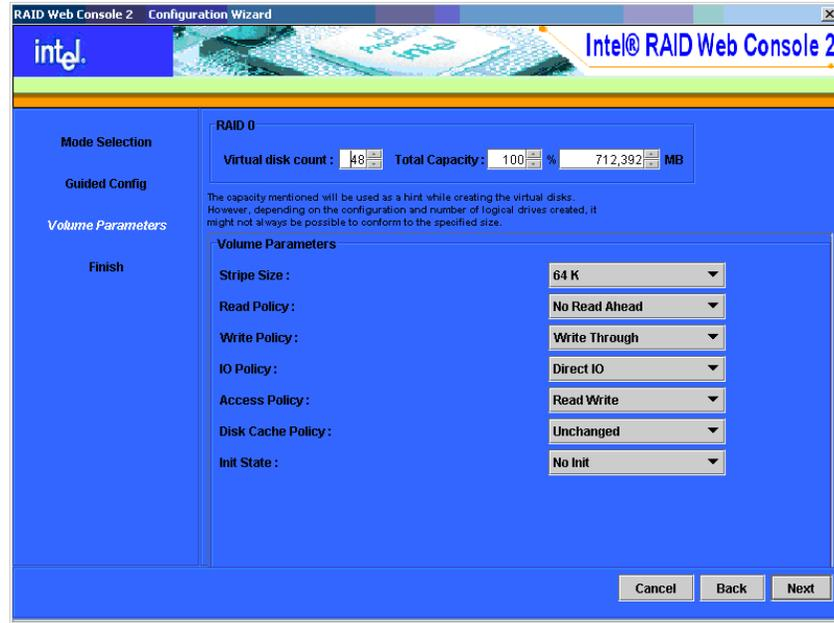 RAID Web Console 2 Configuration Wizard
intel.
Intel® RAID Web Console 2
Mode Selection
Guided Config
Volume Parameters
Finish
RAID 0
Virtual disk count : 48 Total Capacity : 100 % 712,392 MB
The capacity mentioned will be used as a hint while creating the virtual disks.
However, depending on the configuration and number of logical drives created, it
might not always be possible to conform to the specified size.
Volume Parameters
Stripe Size : 64 K
Read Policy : No Read Ahead
Write Policy : Write Through
IO Policy : Direct IO
Access Policy : Read Write
Disk Cache Policy : Unchanged
Init State : No Init
Cancel Back Next